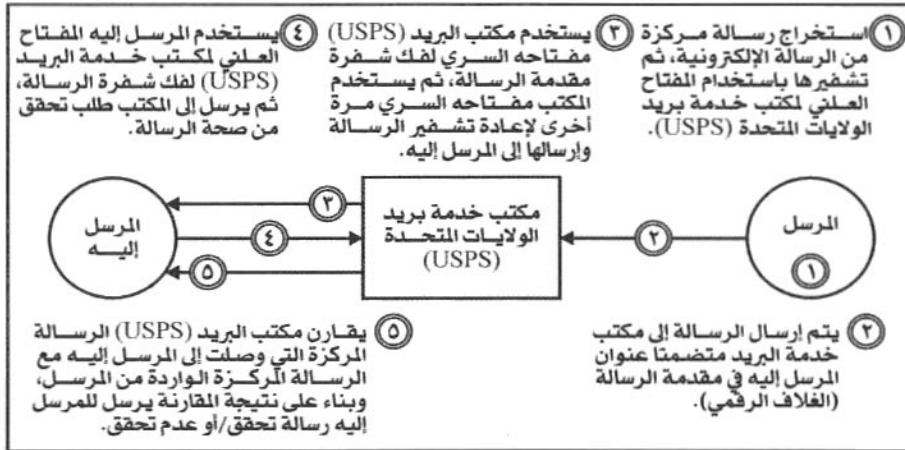 ① استخراج رسالة مركزة
من الرسالة الإلكترونية، ثم
تشفيرها باستخدام المفتاح
العلني لمكتب خدمة بريد
الولايات المتحدة (USPS).
③ يستخدم مكتب البريد (USPS)
مفتاحه السري لفك شفرة
مقدمة الرسالة، ثم يستخدم
المكتب مفتاحه السري مرة
أخرى لإعادة تشفير الرسالة
وإرسالها إلى المرسل إليه.
④ يستخدم المرسل إليه المفتاح
العلني لمكتب خدمة البريد
(USPS) لفك شفرة الرسالة،
ثم يرسل إلى المكتب طلب تحقق
من صحة الرسالة.
المرسل
①
②
مكتب خدمة بريد
الولايات المتحدة
(USPS)
③
④
⑤
المرسل
إليه
② يتم إرسال الرسالة إلى مكتب
خدمة البريد متضمنا عنوان
المرسل إليه في مقدمة الرسالة
(الغلاف الرقمي).
⑤ يقارن مكتب البريد (USPS) الرسالة
المركزة التي وصلت إلى المرسل إليه مع
الرسالة المركزة الواردة من المرسل،
وبناء على نتيجة المقارنة يرسل للمرسل
إليه رسالة تحقق/أو عدم تحقق.